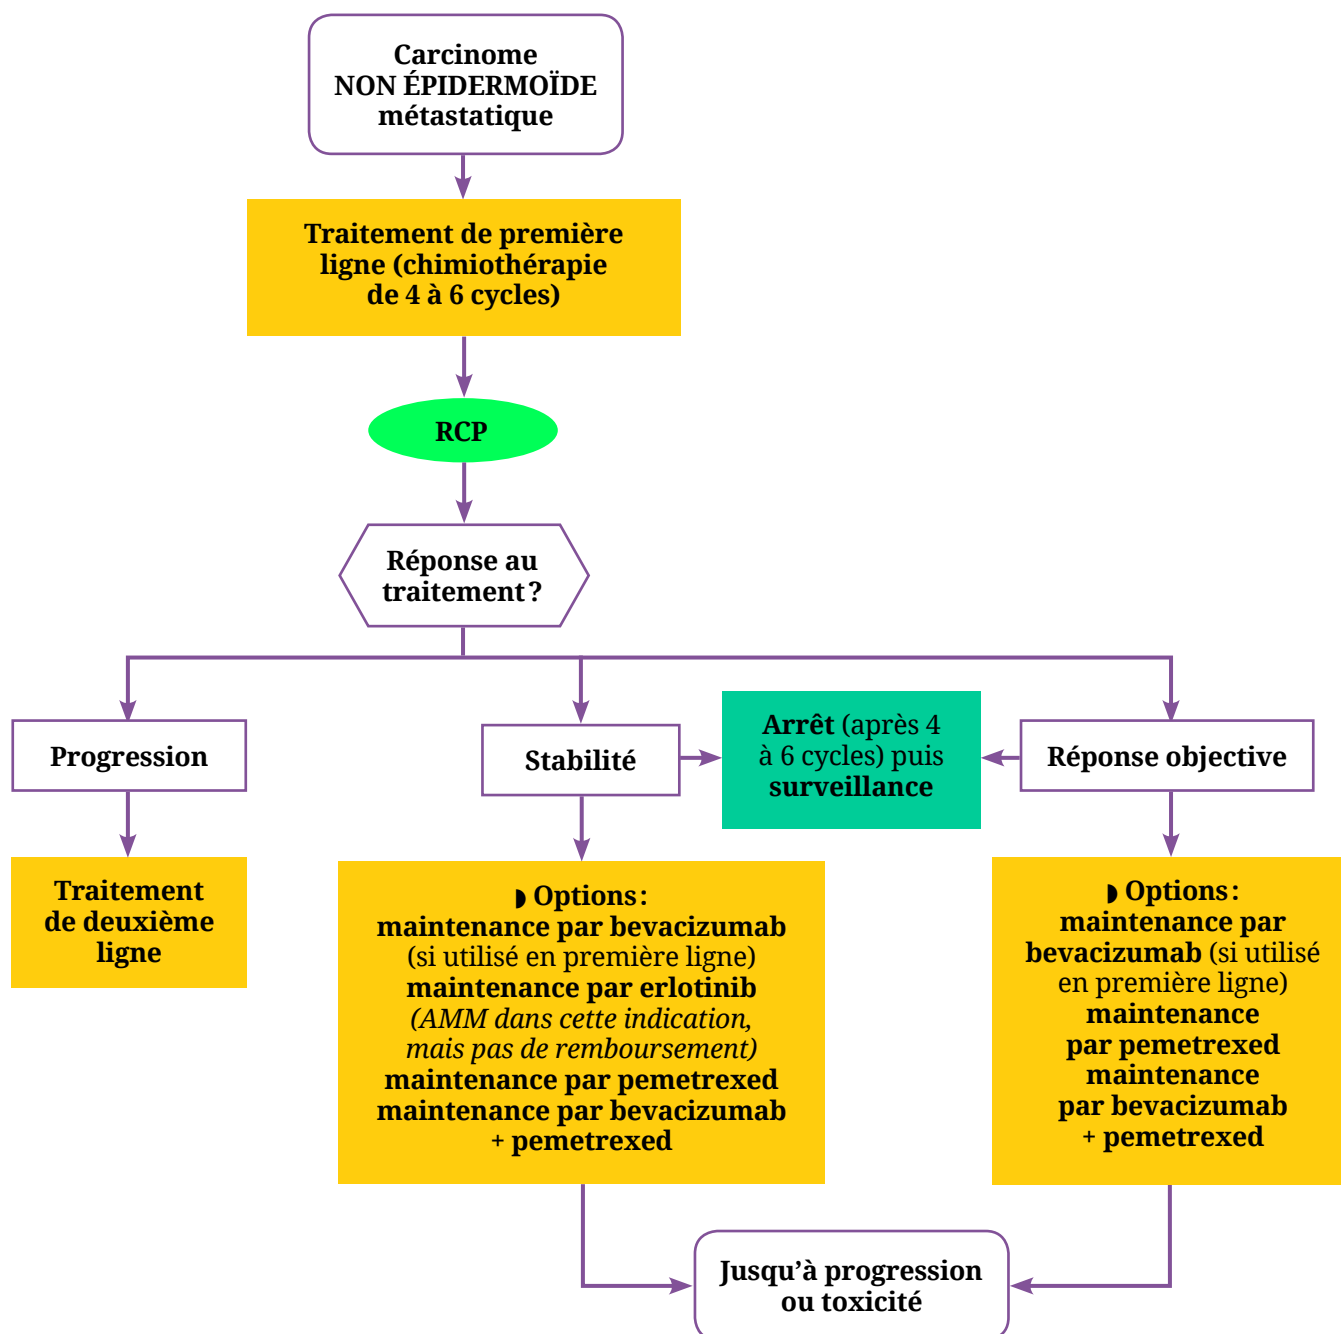 Carcinome
NON ÉPIDERMOÏDE
métastatique
Traitement de première
ligne (chimiothérapie
de 4 à 6 cycles)
RCP
Réponse au
traitement ?
Progression
Traitement
de deuxième
ligne
Stabilité
Arrêt (après 4
à 6 cycles) puis
surveillance
Réponse objective
◗ Options :
maintenance par bevacizumab
(si utilisé en première ligne)
maintenance par erlotinib
(AMM dans cette indication,
mais pas de remboursement)
maintenance par pemetrexed
maintenance par bevacizumab
+ pemetrexed
◗ Options :
maintenance par
bevacizumab (si utilisé
en première ligne)
maintenance
par pemetrexed
maintenance
par bevacizumab
+ pemetrexed
Jusqu’à progression
ou toxicité